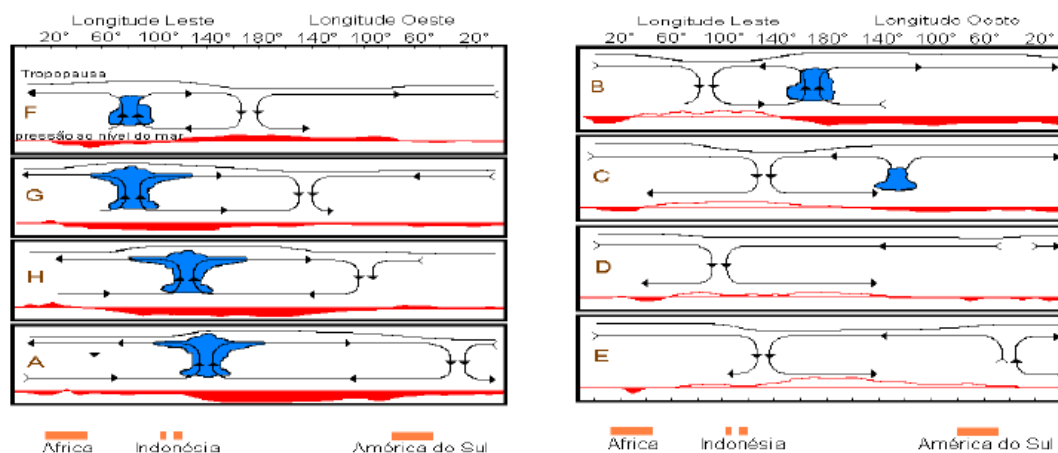 Longitude Leste Longitude Oeste
20° 60° 100° 140° 180° 140° 100° 60° 20°
Tropopausa
F
pressão ao nível do mar
G
H
A
Africa Indonésia América do Sul
Longitude Leste Longitude Oeste
20° 60° 100° 140° 180° 140° 100° 60° 20°
B
C
D
E
Africa Indonésia América do Sul